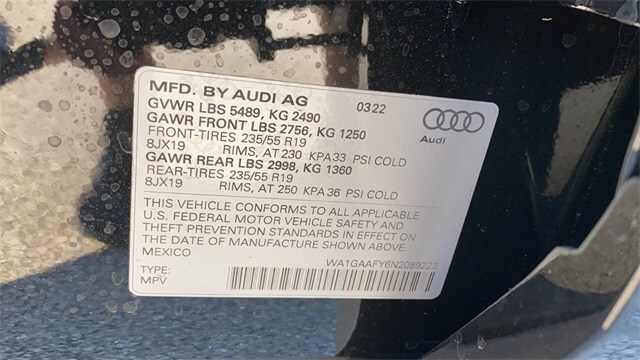 MFD. BY AUDI AG 03 22
GVWR LBS 5489, KG 2490
GAWR FRONT LBS 2756, KG 1250
FRONT-TIRES 235/55 R19
8JX19 RIMS, AT 230 KPA 33 PSI COLD
GAWR REAR LBS 2998, KG 1360
REAR-TIRES 235/55 R19
8JX19 RIMS, AT 250 KPA 36 PSI COLD
Audi
THIS VEHICLE CONFORMS TO ALL APPLICABLE
U.S. FEDERAL MOTOR VEHICLE SAFETY AND
THEFT PREVENTION STANDARDS IN EFFECT ON
THE DATE OF MANUFACTURE SHOWN ABOVE.
MEXICO
WA1GAAFY6N2089223
TYPE:
MPV